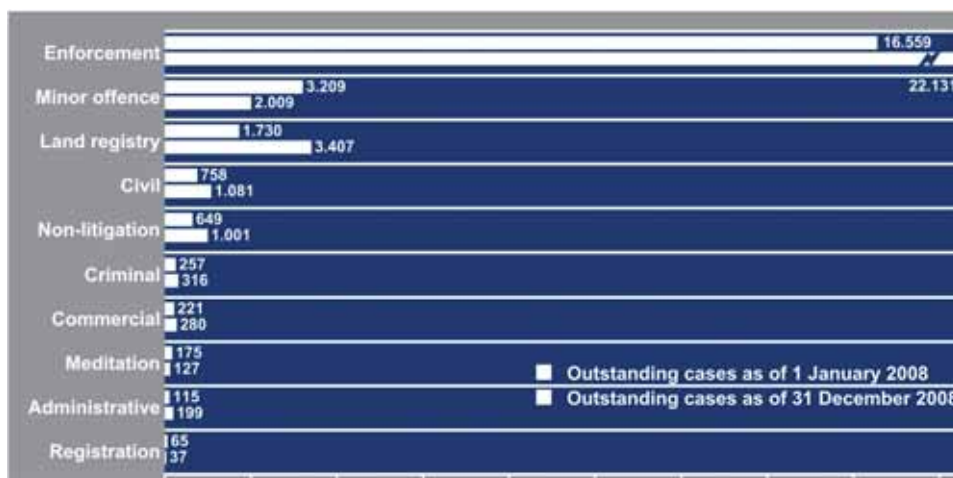 Enforcement 16.559
22.131
Minor offence 3.209
2.009
Land registry 1.730
3.407
Civil 758
1.081
Non-litigation 649
1.001
Criminal 257
316
Commercial 221
280
Meditation 175
127
Administrative 115
199
Registration 65
37
Outstanding cases as of 1 January 2008
Outstanding cases as of 31 December 2008